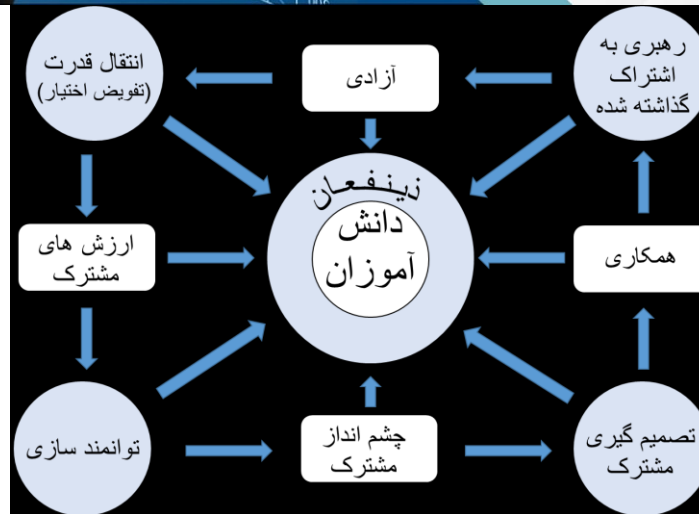 رهبری به
اشتراک
گذاشته شده
آزادی
انتقال قدرت
(تفویض اختیار)
ذینفعان
دانش
آموزان
همکاری
ارزش های
مشترک
تصمیم گیری
مشترک
چشم انداز
مشترک
توانمند سازی